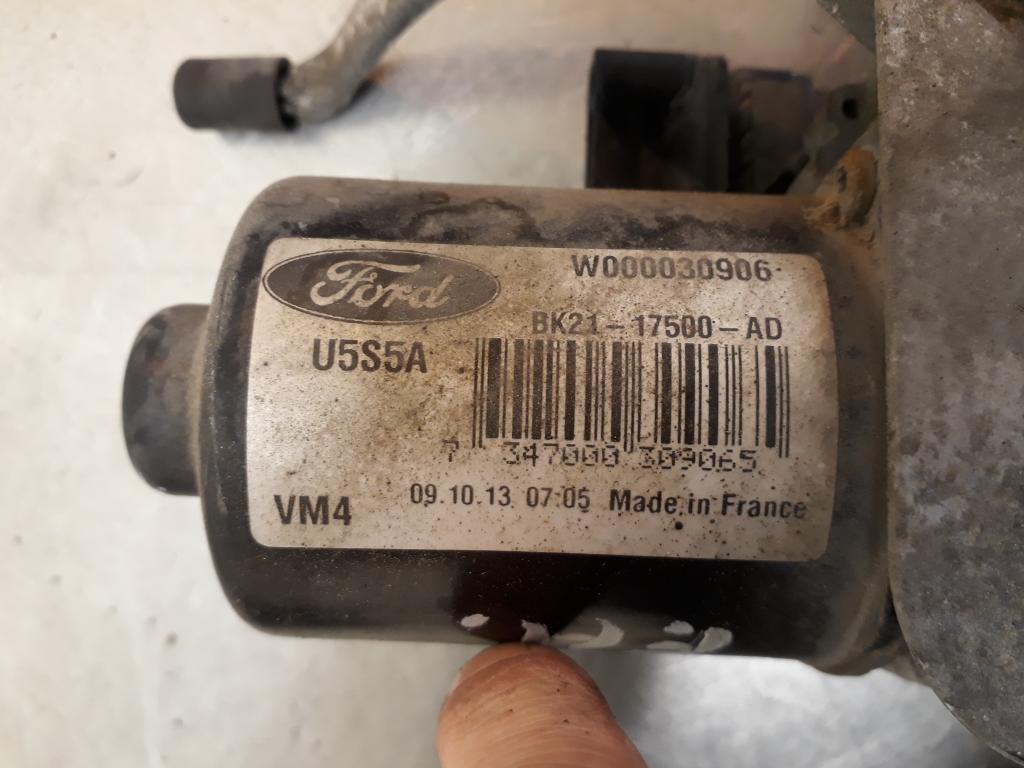 Ford
W000030906
BK21-17500-AD
U5S5A
7 347000 309065
VM4
09.10.13 07:05 Made in France